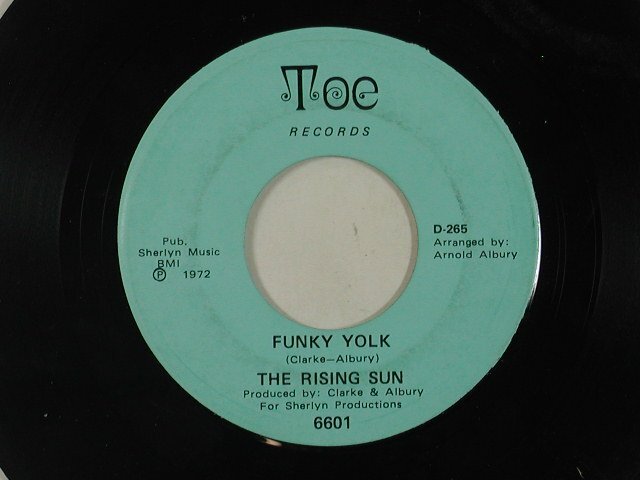 Toe
RECORDS
Pub.
Sherlyn Music
BMI
Ⓟ 1972
D-265
Arranged by:
Arnold Albury
FUNKY YOLK
(Clarke—Albury)
THE RISING SUN
Produced by: Clarke & Albury
For Sherlyn Productions
6601